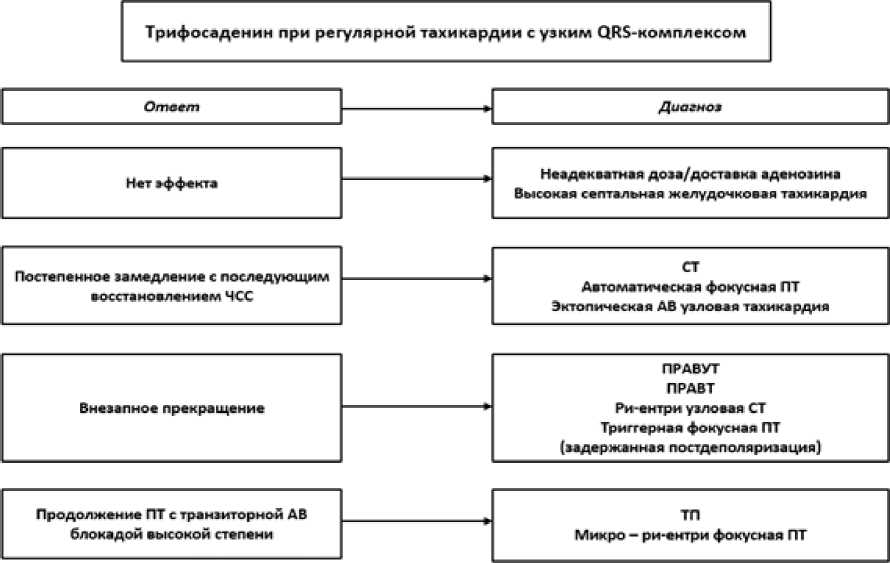 Трифосаденин при регулярной тахикардии с узким QRS-комплексом
Ответ
Диагноз
Нет эффекта
Неадекватная доза/доставка аденозина
Высокая септальная желудочковая тахикардия
Постепенное замедление с последующим
восстановлением ЧСС
СТ
Автоматическая фокусная ПТ
Эктопическая АВ узловая тахикардия
Внезапное прекращение
ПРАВУТ
ПРАВТ
Ри-ентри узловая СТ
Триггерная фокусная ПТ
(задержанная постдеполяризация)
Продолжение ПТ с транзиторной АВ
блокадой высокой степени
ТП
Микро – ри-ентри фокусная ПТ